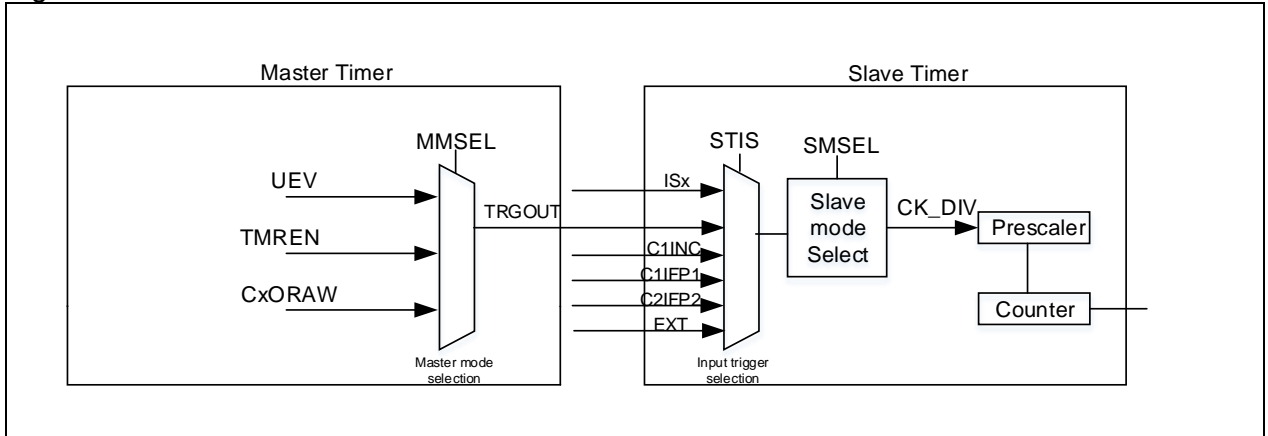 Master Timer
Slave Timer
MMSEL
STIS
SMSEL
UEV
ISx
TRGOUT
TMREN
C1INC
C1IFP1
C2IFP2
EXT
CxORAW
Slave
mode
Select
CK_DIV
Prescaler
Counter
Master mode
selection
Input trigger
selection